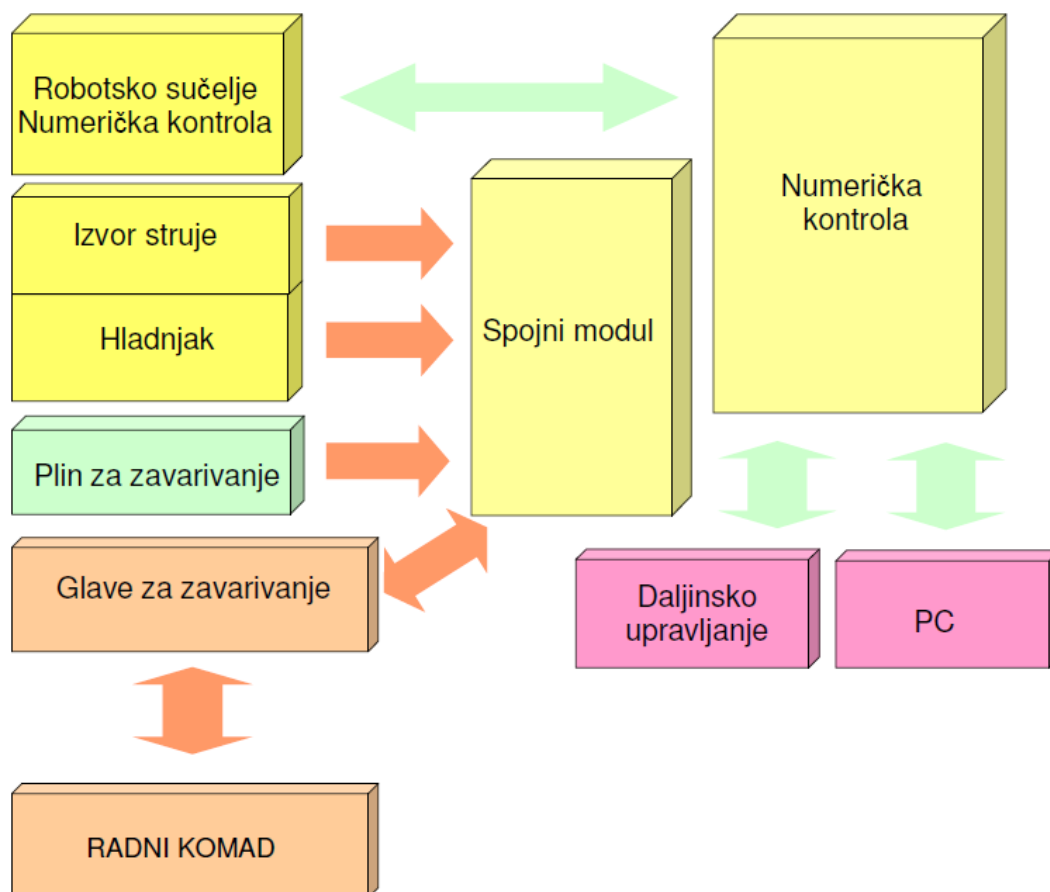 Robotsko sučelje
Numerička kontrola
Izvor struje
Hladnjak
Plin za zavarivanje
Glave za zavarivanje
RADNI KOMAD
Spojni modul
Numerička
kontrola
Daljinsko
upravljanje
PC